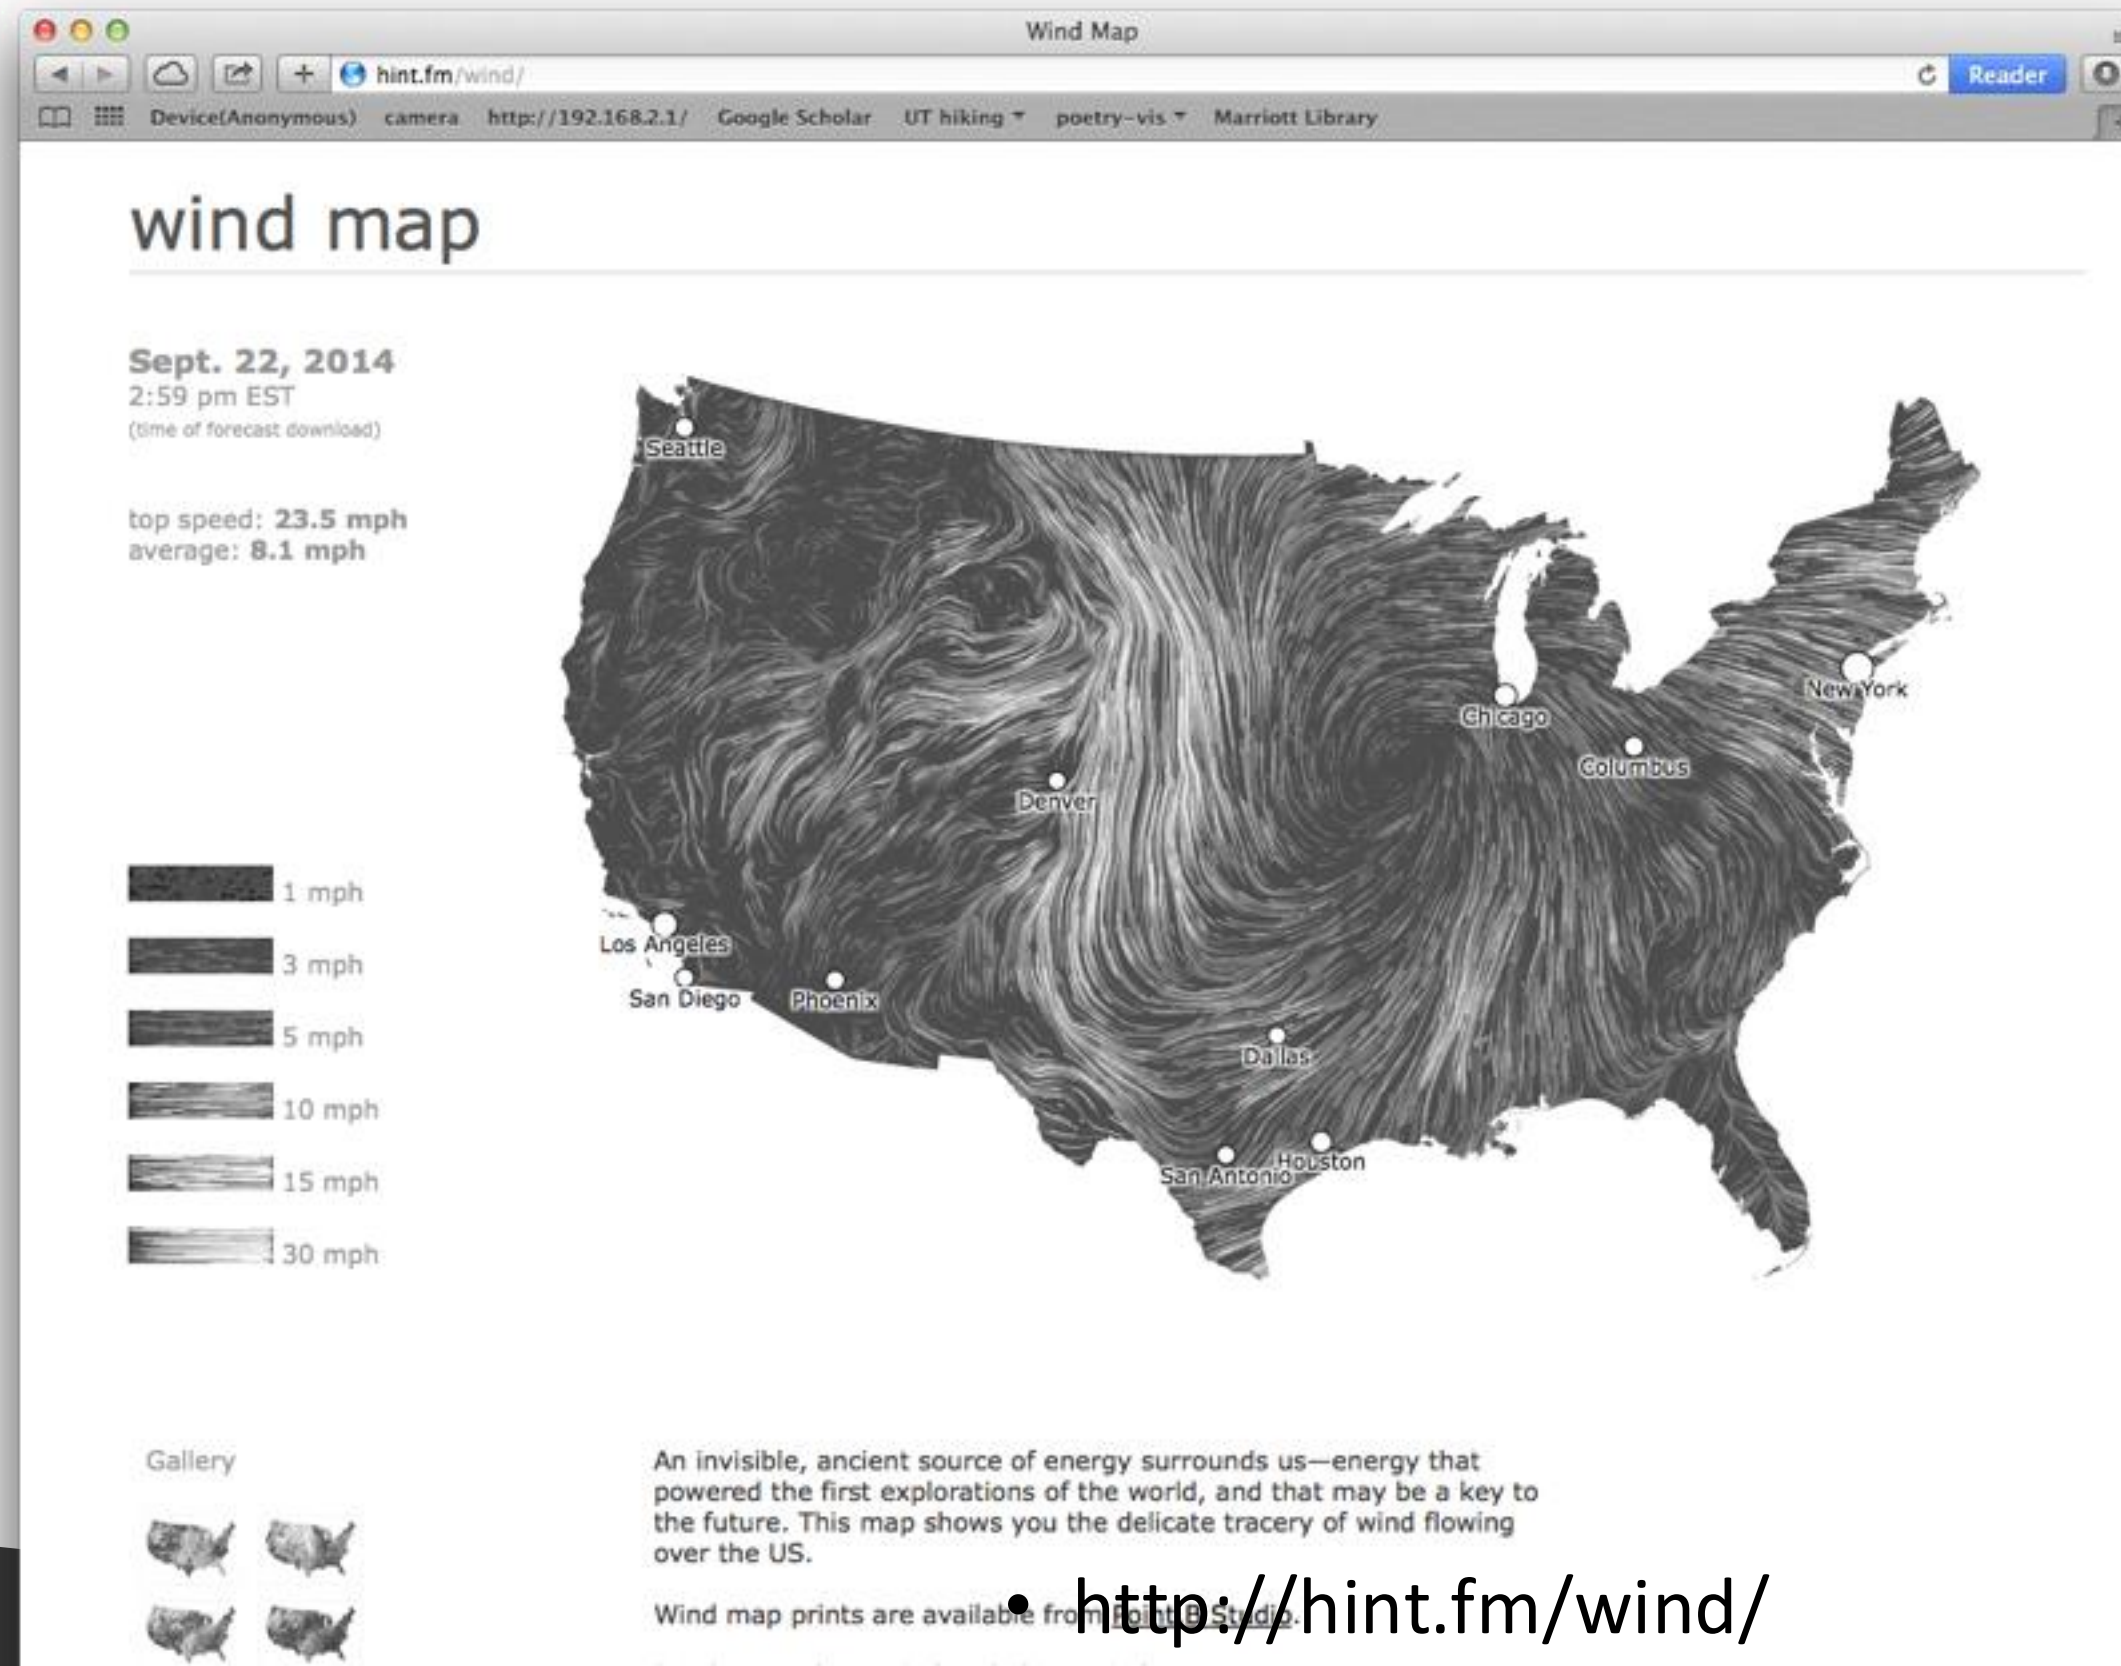 Wind Map
hint.fm/wind/
Reader
Device(Anonymous) camera http://192.168.2.1/ Google Scholar UT hiking poetry-vis Marriott Library
wind map
Sept. 22, 2014
2:59 pm EST
(time of forecast download)
top speed: 23.5 mph
average: 8.1 mph
1 mph
3 mph
5 mph
10 mph
15 mph
30 mph
Seattle
New York
Chicago
Columbus
Denver
Los Angeles
San Diego
Phoenix
Dallas
Houston
San Antonio
Gallery
An invisible, ancient source of energy surrounds us—energy that
powered the first explorations of the world, and that may be a key to
the future. This map shows you the delicate tracery of wind flowing
over the US.
Wind map prints are available from Point B Studio.
• http://hint.fm/wind/